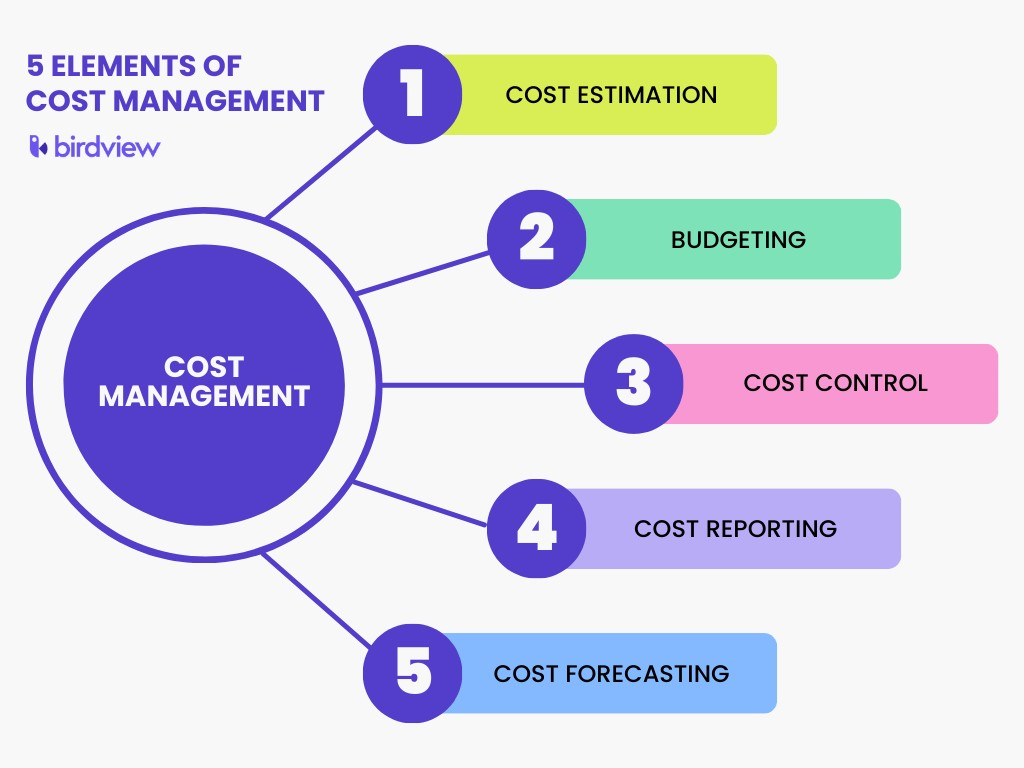 5 ELEMENTS OF
COST MANAGEMENT
birdview
1
COST ESTIMATION
2
BUDGETING
COST
MANAGEMENT
3
COST CONTROL
4
COST REPORTING
5
COST FORECASTING